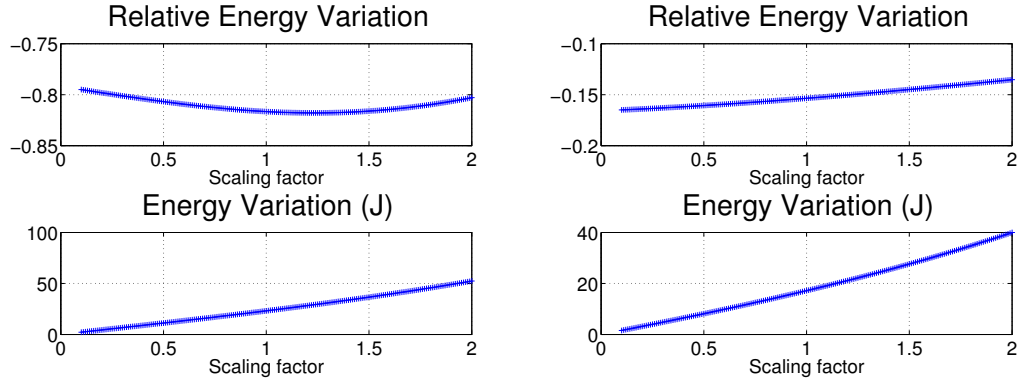 Relative Energy Variation
−0.75
−0.8
−0.85
0 0.5 1 1.5 2
Scaling factor
Energy Variation (J)
100
50
0
0 0.5 1 1.5 2
Scaling factor
Relative Energy Variation
−0.1
−0.15
−0.2
0 0.5 1 1.5 2
Scaling factor
Energy Variation (J)
40
20
0
0 0.5 1 1.5 2
Scaling factor